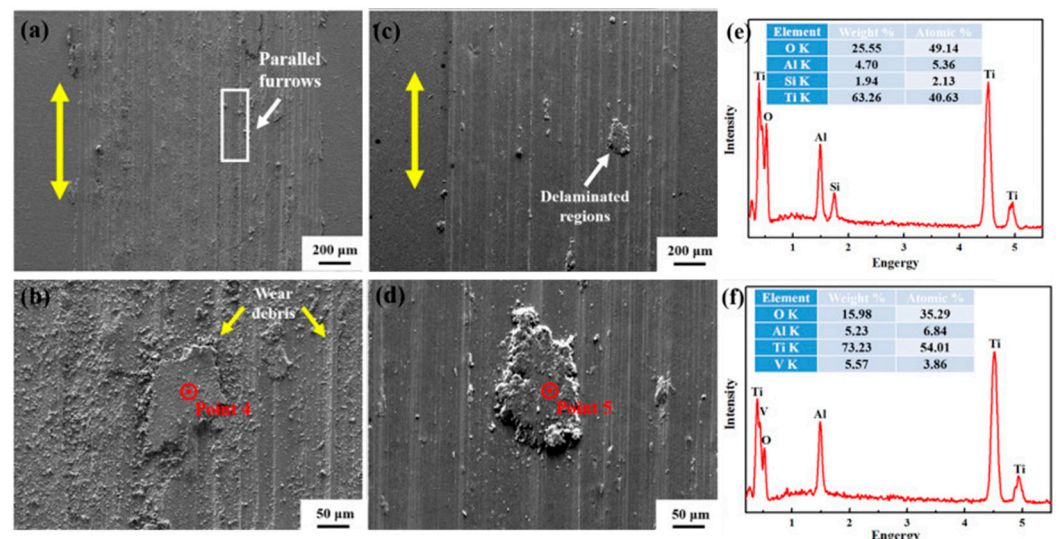 (a)
Parallel
furrows
200 μm
(c)
Delaminated
regions
200 μm
(e)
Element Weight % Atomic %
O K 25.55 49.14
Al K 4.70 5.36
Si K 1.94 2.13
Ti K 63.26 40.63
Ti
O
Al
Si
Ti
Ti
Intensity
1 2 3 4 5
Engergy
(b)
Wear
debris
Point 4
50 μm
(d)
Point 5
50 μm
(f)
Element Weight % Atomic %
O K 15.98 35.29
Al K 5.23 6.84
Ti K 73.23 54.01
V K 5.57 3.86
Ti
V
O
Al
Ti
Ti
Intensity
1 2 3 4 5
Engergy